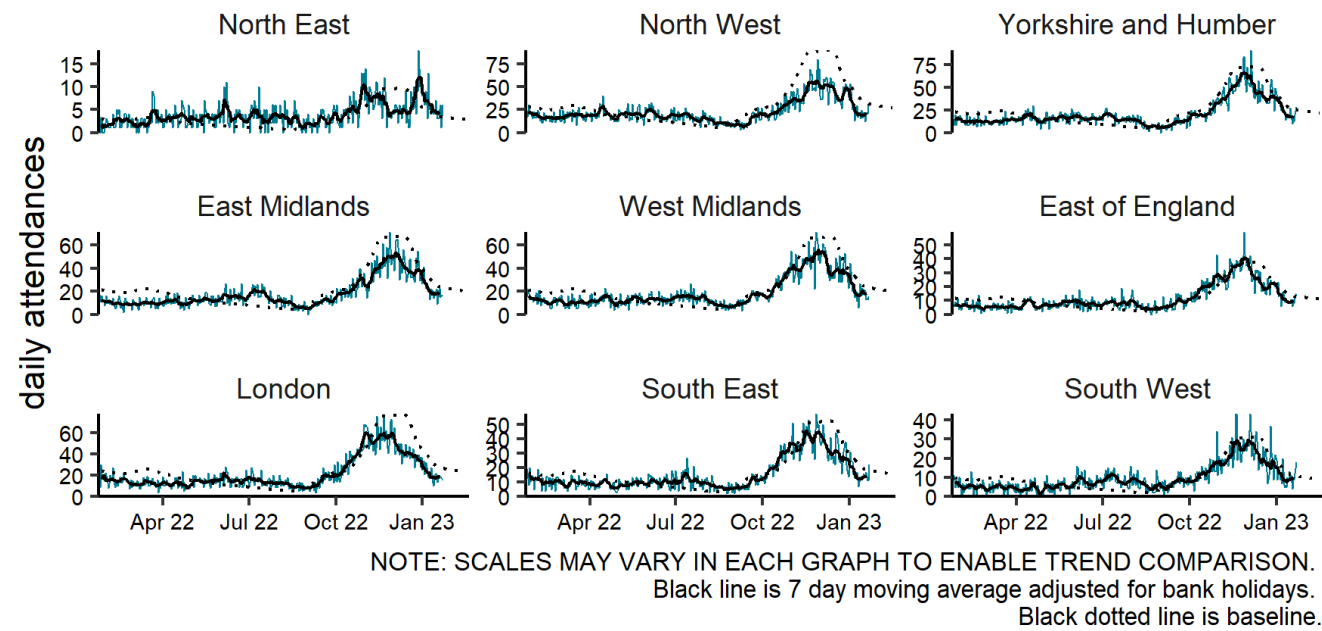 North East
North West
Yorkshire and Humber
15
10
5
0
75
50
25
0
75
50
25
0
daily attendances
East Midlands
West Midlands
East of England
60
40
20
0
60
40
20
0
50
40
30
20
10
0
London
South East
South West
60
40
20
0
50
40
30
20
10
0
40
30
20
10
0
Apr 22 Jul 22 Oct 22 Jan 23
Apr 22 Jul 22 Oct 22 Jan 23
Apr 22 Jul 22 Oct 22 Jan 23
NOTE: SCALES MAY VARY IN EACH GRAPH TO ENABLE TREND COMPARISON.
Black line is 7 day moving average adjusted for bank holidays.
Black dotted line is baseline.